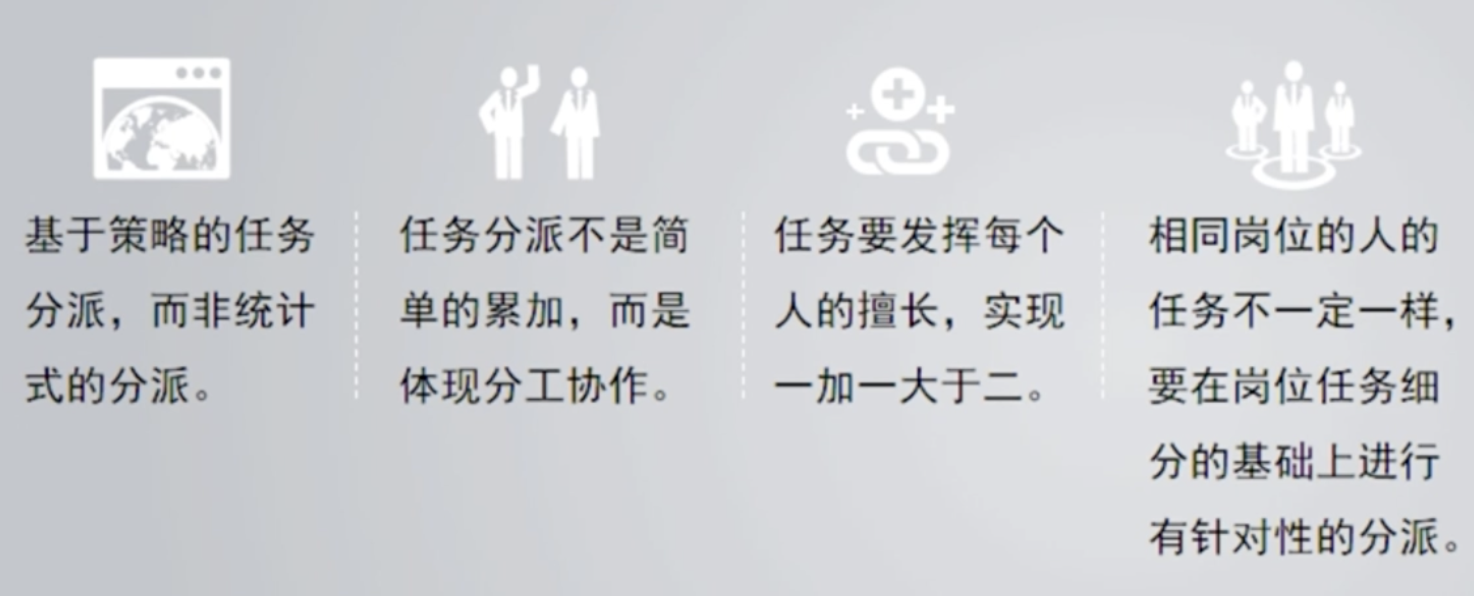 基于策略的任务
分派，而非统计
式的分派。
任务分派不是简
单的累加，而是
体现分工协作。
任务要发挥每个
人的擅长，实现
一加一大于二。
相同岗位的人的
任务不一定一样，
要在岗位任务细
分的基础上进行
有针对性的分派。